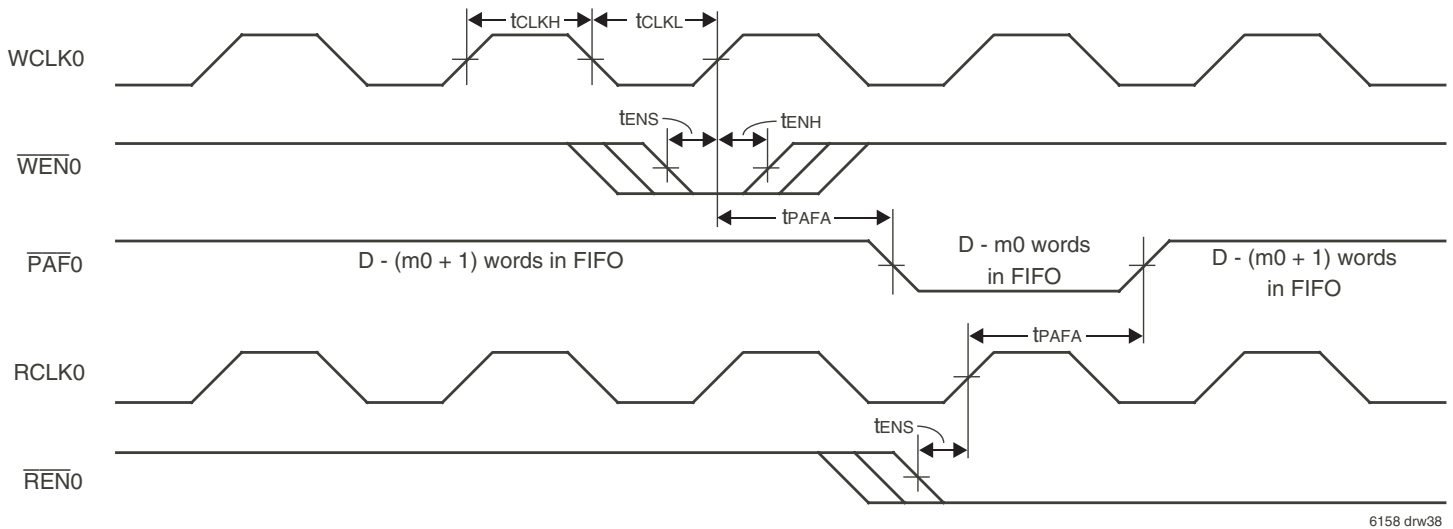 tCLKH
tCLKL
WCLK0
tENS
tENH
WEN0
tPAFA
PAF0
D - (m0 + 1) words in FIFO
D - m0 words
in FIFO
D - (m0 + 1) words
in FIFO
tPAFA
RCLK0
tENS
REN0
6158 drw38